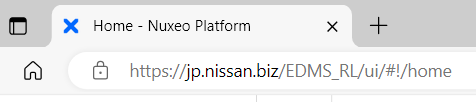 Home - Nuxeo Platform
https://jp.nissan.biz/EDMS_RL/ui/#!/home